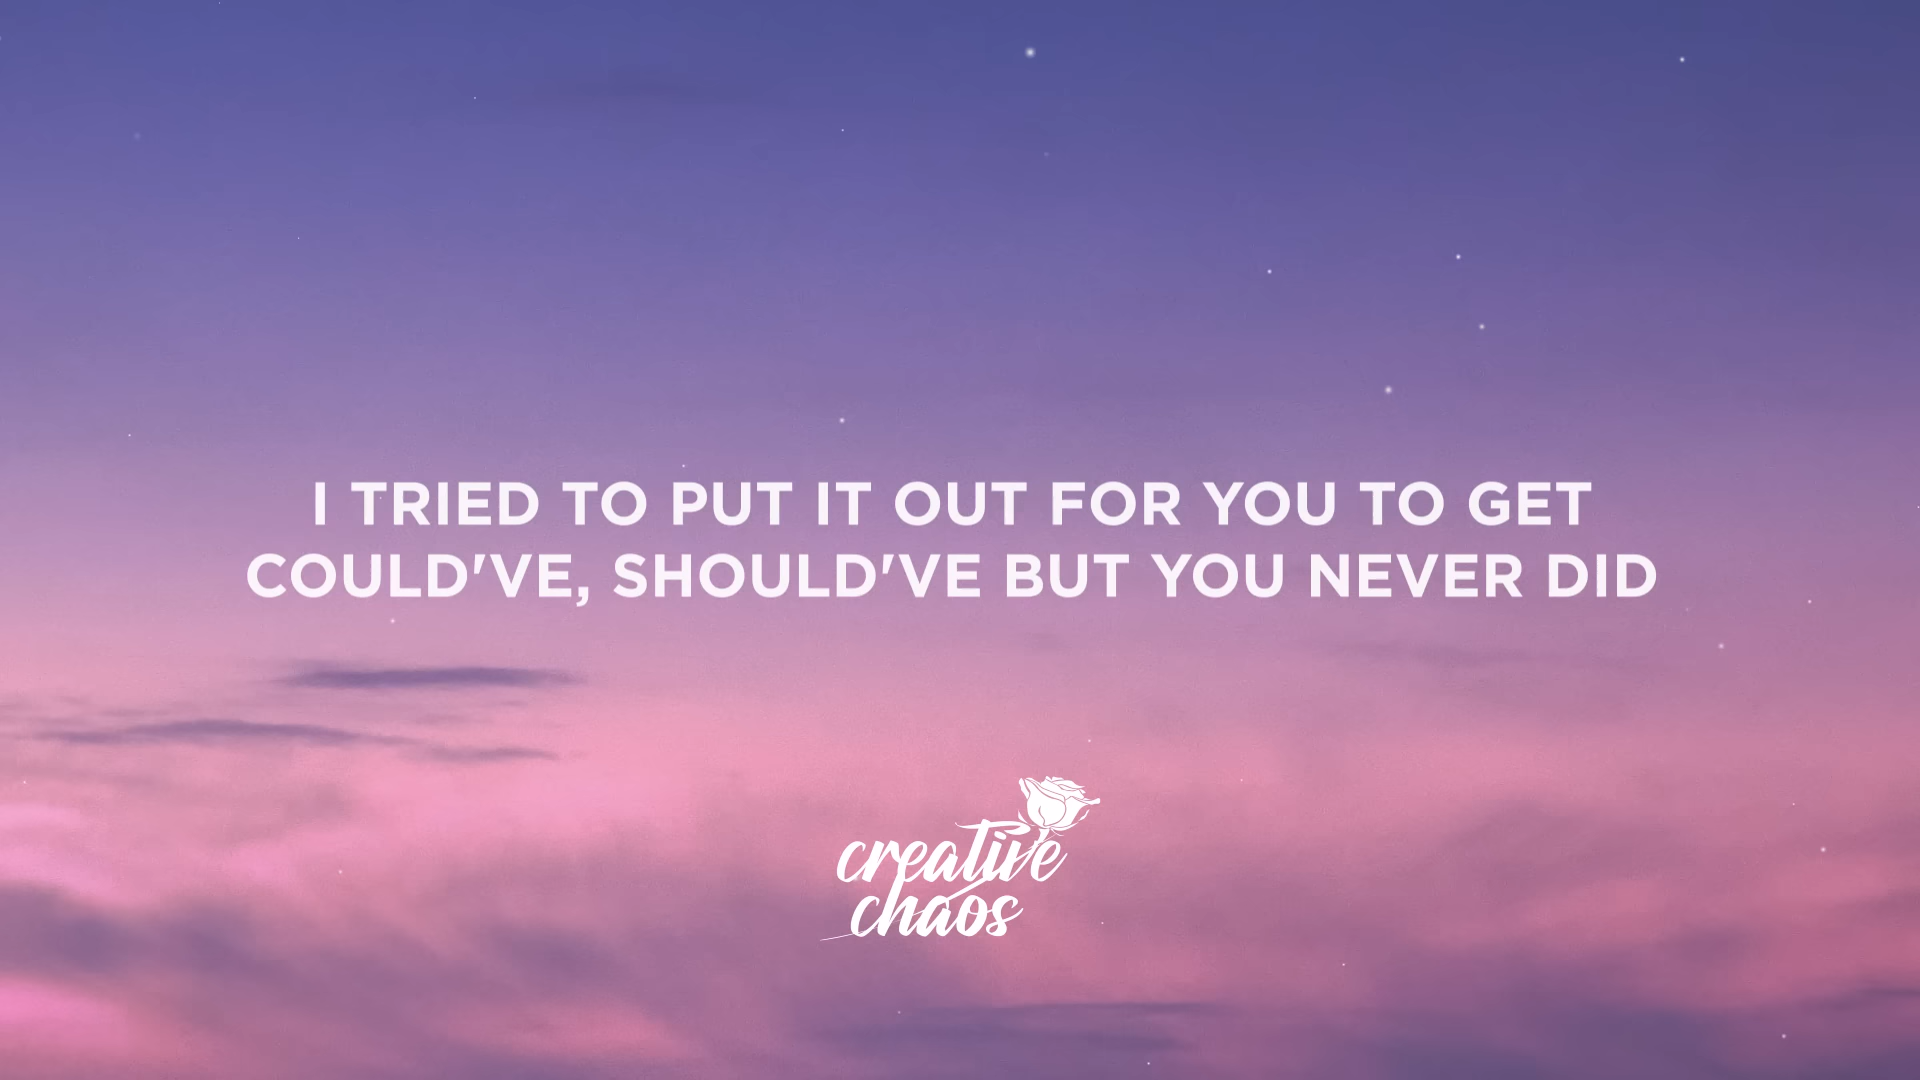 I TRIED TO PUT IT OUT FOR YOU TO GET
COULD'VE, SHOULD'VE BUT YOU NEVER DID
creative
chaos